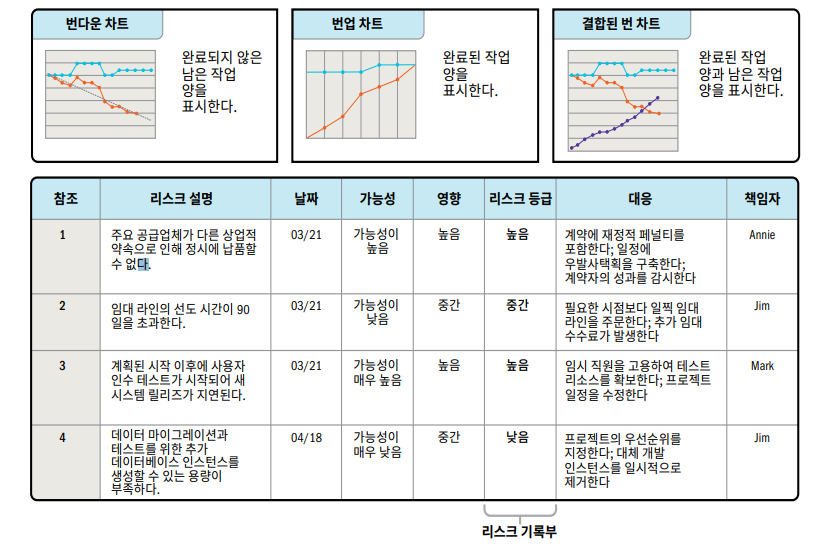 번다운 차트
완료되지 않은
남은 작업
양을
표시한다.
번업 차트
완료된 작업
양을
표시한다.
결합된 번 차트
완료된 작업
양과 남은 작업
양을 표시한다.
참조 리스크 설명 날짜 가능성 영향 리스크 등급 대응 책임자
1
주요 공급업체가 다른 상업적
약속으로 인해 정시에 납품할
수 없다.
03/21
가능성이
높음
높음
높음
계약에 재정적 페널티를
포함한다; 일정에
우발사택획을 구축한다;
계약자의 성과를 감시한다
Annie
2
임대 라인의 선도 시간이 90
일을 초과한다.
03/21
가능성이
낮음
중간
중간
필요한 시점보다 일찍 임대
라인을 주문한다; 추가 임대
수수료가 발생한다
Jim
3
계획된 시작 이후에 사용자
인수 테스트가 시작되어 새
시스템 릴리즈가 지연된다.
03/21
가능성이
매우 높음
높음
높음
임시 직원을 고용하여 테스트
리소스를 확보한다; 프로젝트
일정을 수정한다
Mark
4
데이터 마이그레이션과
테스트를 위한 추가
데이터베이스 인스턴스를
생성할 수 있는 용량이
부족하다.
04/18
가능성이
매우 낮음
중간
낮음
프로젝트의 우선순위를
지정한다; 대체 개발
인스턴스를 일시적으로
제거한다
Jim
리스크 기록부